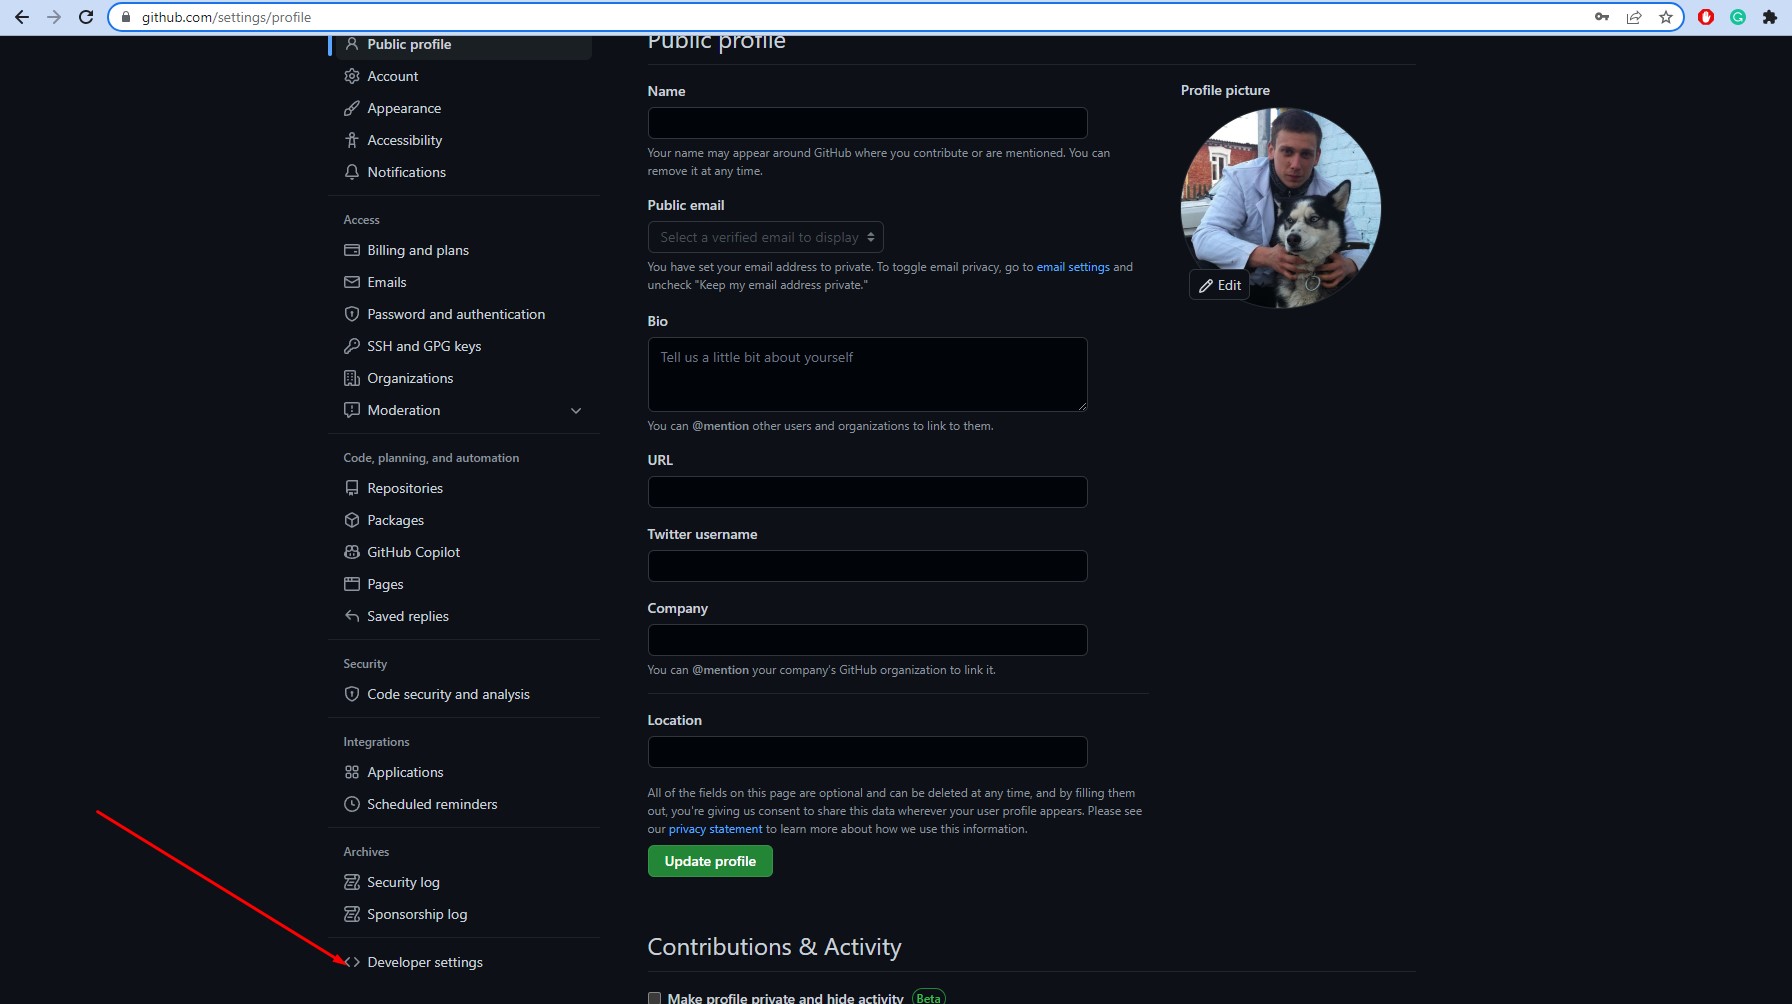 github.com/settings/profile
Public profile
Account
Appearance
Accessibility
Notifications
Access
Billing and plans
Emails
Password and authentication
SSH and GPG keys
Organizations
Moderation
Code, planning, and automation
Repositories
Packages
GitHub Copilot
Pages
Saved replies
Security
Code security and analysis
Integrations
Applications
Scheduled reminders
Archives
Security log
Sponsorship log
Developer settings
Public profile
Name
Your name may appear around GitHub where you contribute or are mentioned. You can
remove it at any time.
Public email
Select a verified email to display
You have set your email address to private. To toggle email privacy, go to email settings and
uncheck "Keep my email address private."
Bio
Tell us a little bit about yourself
You can @mention other users and organizations to link to them.
URL
Twitter username
Company
You can @mention your company's GitHub organization to link it.
Location
All of the fields on this page are optional and can be deleted at any time, and by filling them
out, you're giving us consent to share this data wherever your user profile appears. Please see
our privacy statement to learn more about how we use this information.
Update profile
Contributions & Activity
Make profile private and hide activity Beta
Profile picture
Edit